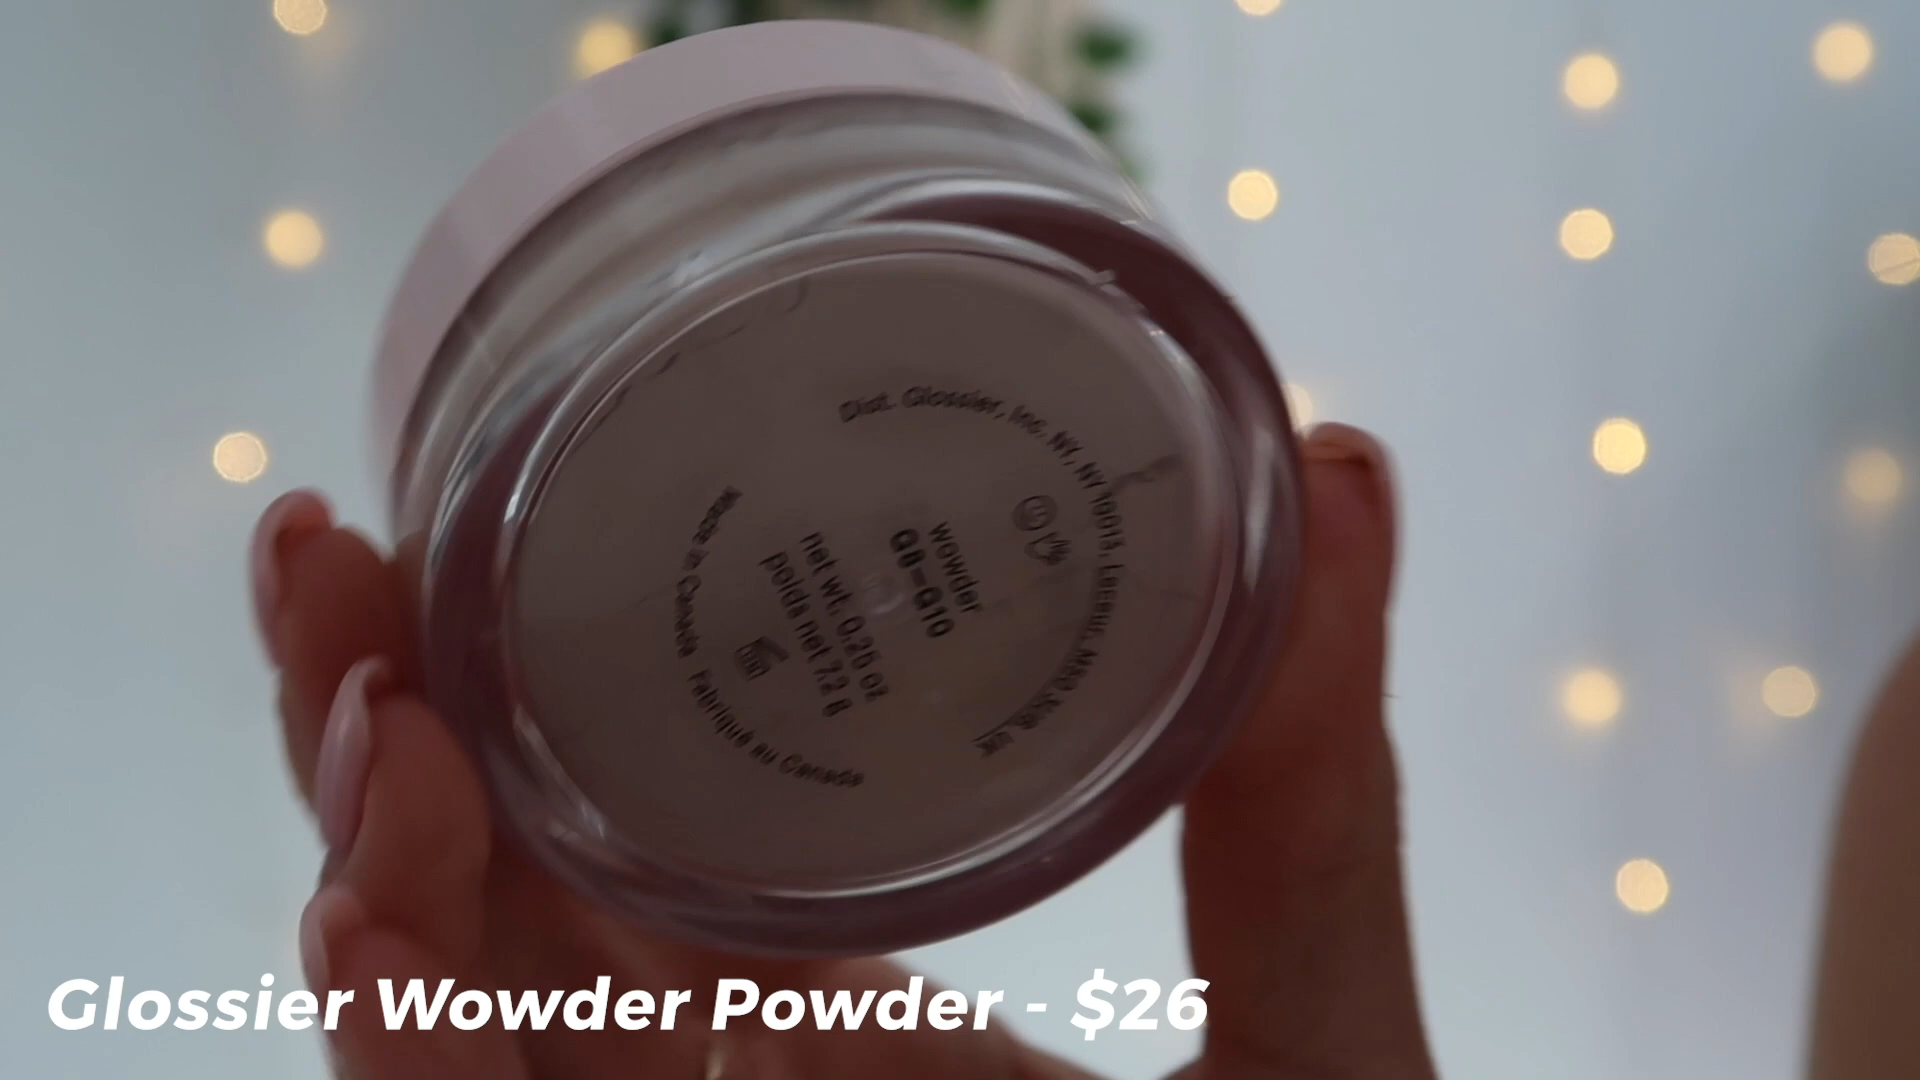 Dist. Glossier, Inc. NY, NY 10013,
wowder
G8—G10
net wt. 0.25 oz
poids net 7.2 g
Made in Canada Fabriqué au Canada
Glossier Wowder Powder - $26